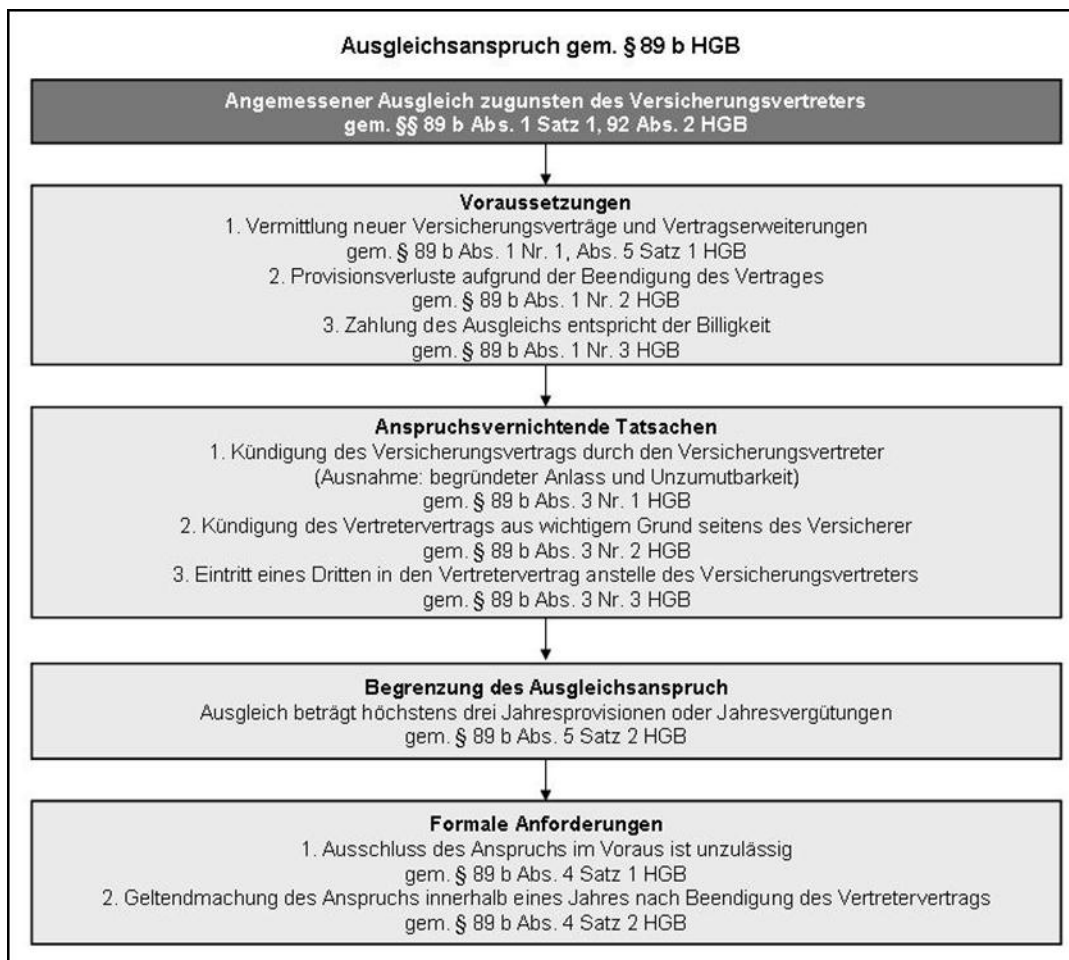 Ausgleichsanspruch gem. § 89 b HGB
Angemessener Ausgleich zugunsten des Versicherungsvertreters
gem. §§ 89 b Abs. 1 Satz 1, 92 Abs. 2 HGB
Voraussetzungen
1. Vermittlung neuer Versicherungsverträge und Vertragserweiterungen
gem. § 89 b Abs. 1 Nr. 1, Abs. 5 Satz 1 HGB
2. Provisionsverluste aufgrund der Beendigung des Vertrages
gem. § 89 b Abs. 1 Nr. 2 HGB
3. Zahlung des Ausgleichs entspricht der Billigkeit
gem. § 89 b Abs. 1 Nr. 3 HGB
Anspruchsvernichtende Tatsachen
1. Kündigung des Versicherungsvertrags durch den Versicherungsvertreter
(Ausnahme: begründeter Anlass und Unzumutbarkeit)
gem. § 89 b Abs. 3 Nr. 1 HGB
2. Kündigung des Vertretervertrags aus wichtigem Grund seitens des Versicherer
gem. § 89 b Abs. 3 Nr. 2 HGB
3. Eintritt eines Dritten in den Vertretervertrag anstelle des Versicherungsvertreters
gem. § 89 b Abs. 3 Nr. 3 HGB
Begrenzung des Ausgleichsanspruch
Ausgleich beträgt höchstens drei Jahresprovisionen oder Jahresvergütungen
gem. § 89 b Abs. 5 Satz 2 HGB
Formale Anforderungen
1. Ausschluss des Anspruchs im Voraus ist unzulässig
gem. § 89 b Abs. 4 Satz 1 HGB
2. Geltendmachung des Anspruchs innerhalb eines Jahres nach Beendigung des Vertretervertrags
gem. § 89 b Abs. 4 Satz 2 HGB